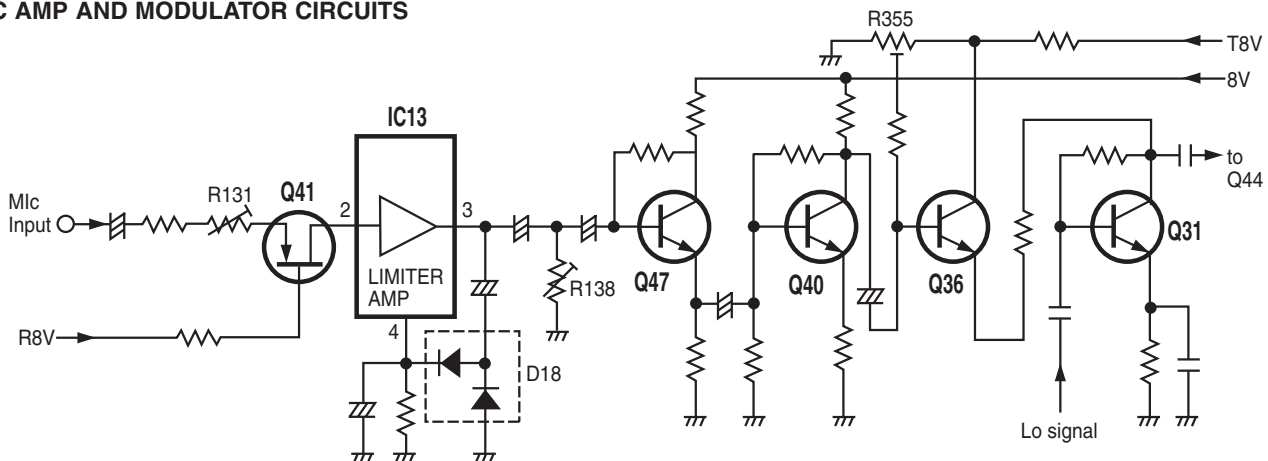 C AMP AND MODULATOR CIRCUITS
R355
T8V
8V
IC13
MIc
Input
R131
Q41
2
3
to
Q44
LIMITER
AMP
R138
Q47
Q40
Q36
Q31
R8V
4
D18
Lo signal